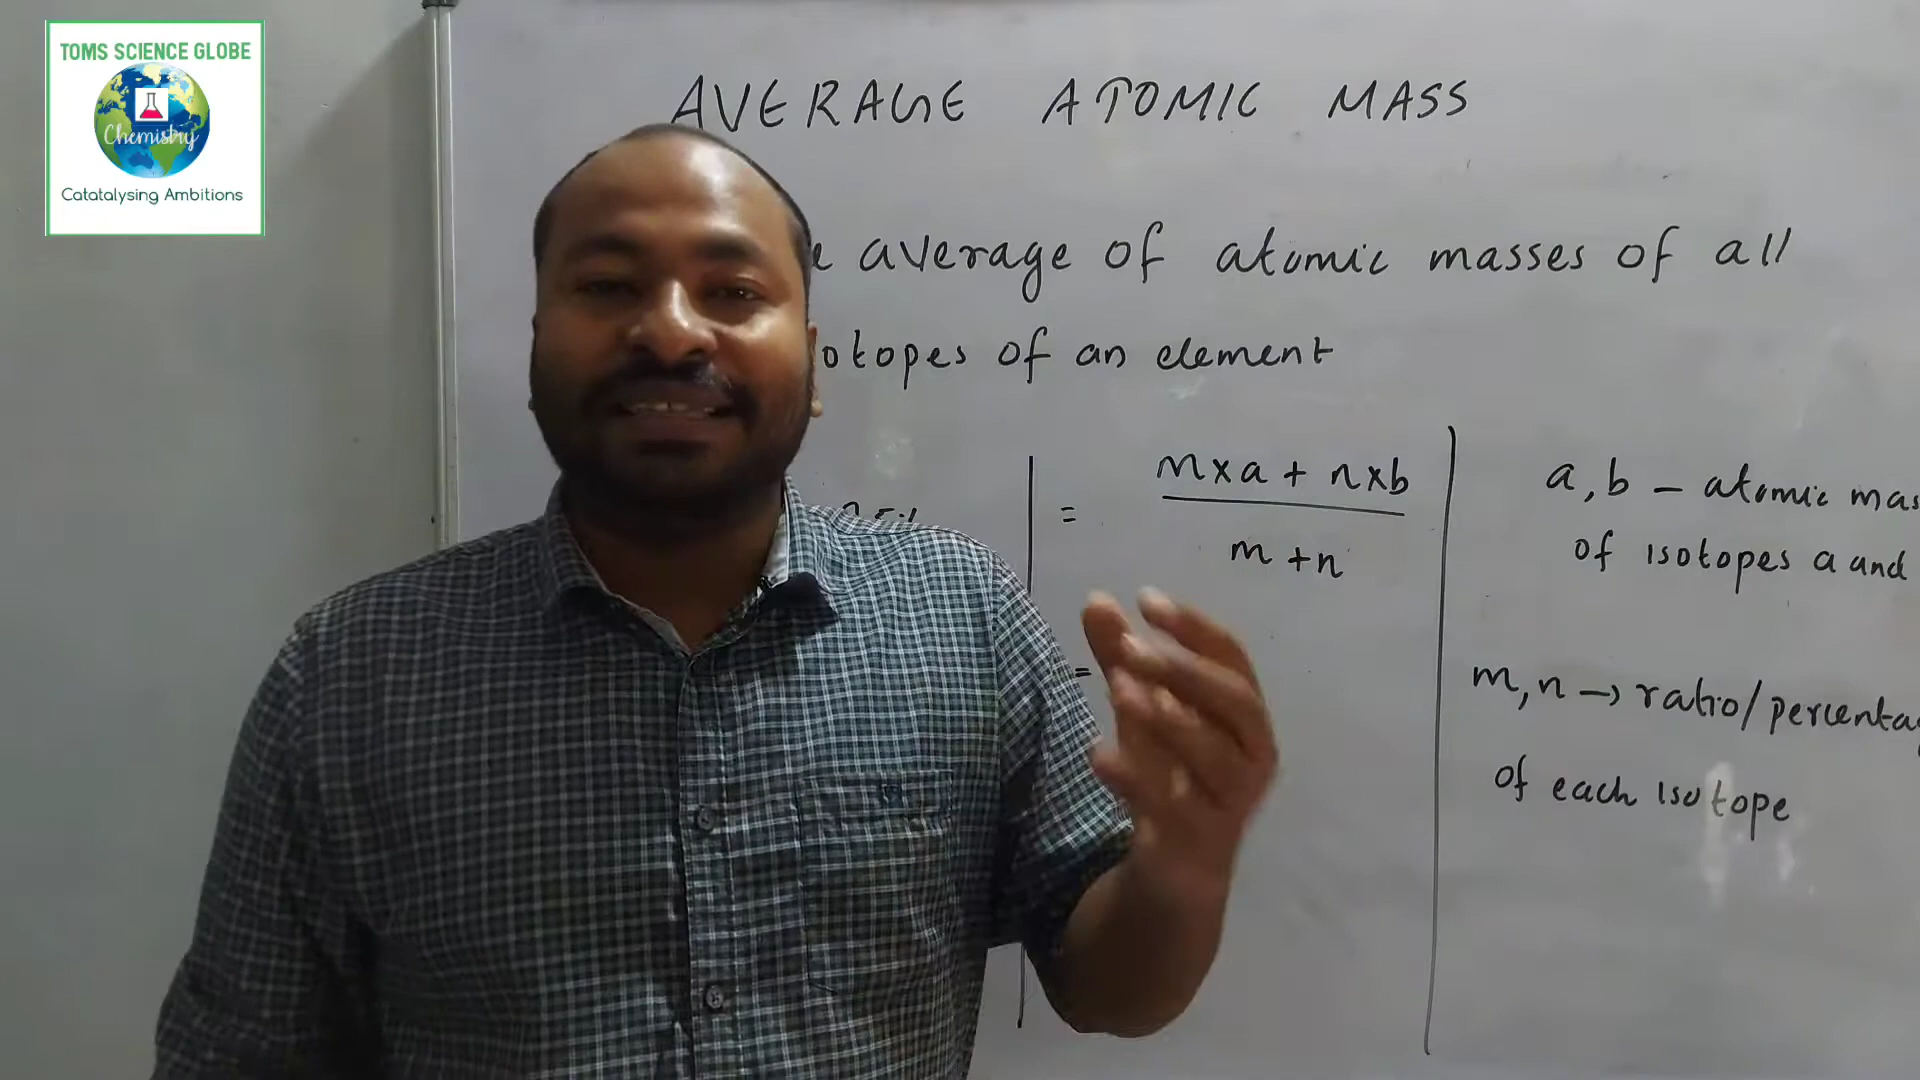 TOMS SCIENCE GLOBE
Chemistry
Catatalysing Ambitions
AVERAGE ATOMIC MASS
average of atomic masses of all
otopes of an element
= m×a + n×b
m+n
a, b - atomic mas
of isotopes a and
=
m, n → ratio/percenta
of each isotope